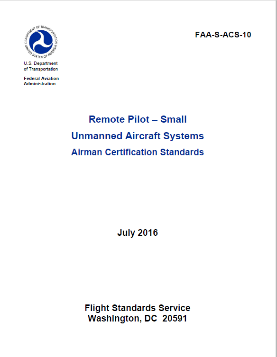 FAA-S-ACS-10
U.S. Department
of Transportation
Federal Aviation
Administration
Remote Pilot – Small
Unmanned Aircraft Systems
Airman Certification Standards
July 2016
Flight Standards Service
Washington, DC 20591